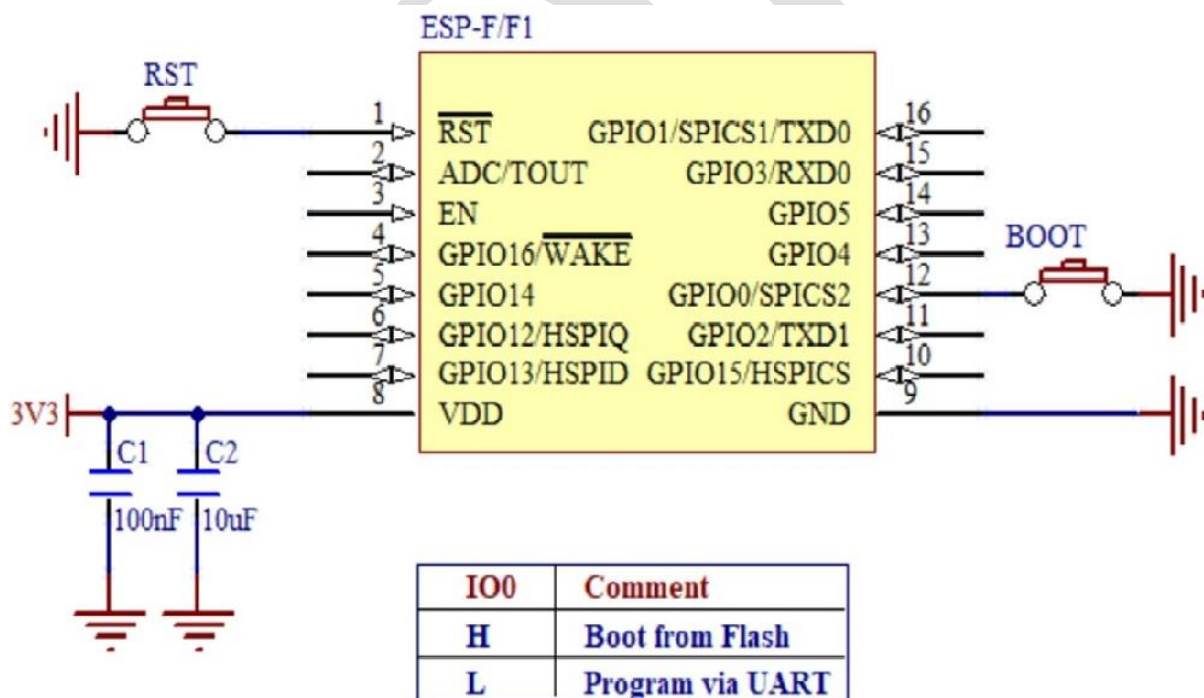 ESP-F/F1
RST
1 RST GPIO1/SPICS1/TXD0 16
2 ADC/TOUT GPIO3/RXD0 15
3 EN GPIO5 14
4 GPIO16/WAKE GPIO4 13
BOOT
5 GPIO14 GPIO0/SPICS2 12
6 GPIO12/HSPIQ GPIO2/TXD1 11
7 GPIO13/HSPID GPIO15/HSPICS 10
3V3 8 VDD GND 9
C1 C2
100nF 10uF
IO0 Comment
H Boot from Flash
L Program via UART